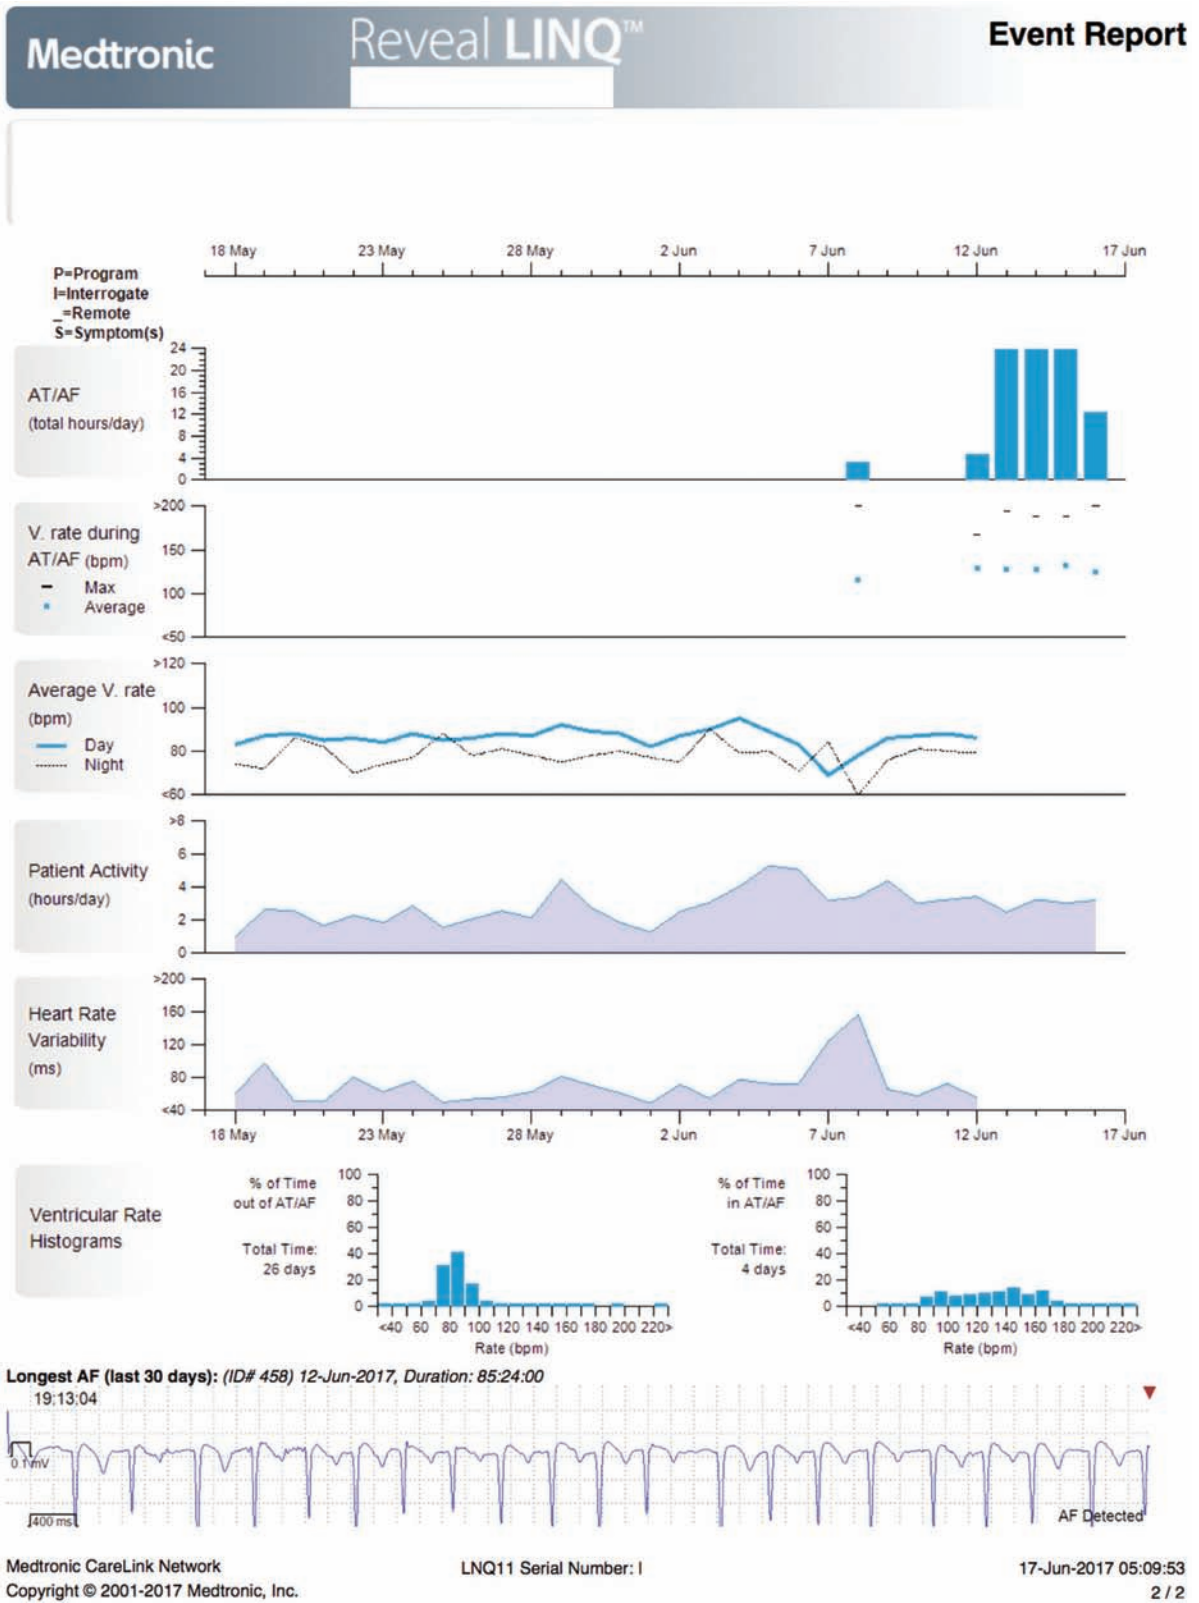 Medtronic
Reveal LINQ™
Event Report
18 May 23 May 28 May 2 Jun 7 Jun 12 Jun 17 Jun
P=Program
I=Interrogate
_=Remote
S=Symptom(s)
AT/AF
(total hours/day)
24
20
16
12
8
4
0
V. rate during
AT/AF (bpm)
Max
Average
>200
150
100
<50
Average V. rate
(bpm)
Day
Night
>120
100
80
<60
Patient Activity
(hours/day)
>8
6
4
2
0
Heart Rate
Variability
(ms)
>200
160
120
80
<40
18 May 23 May 28 May 2 Jun 7 Jun 12 Jun 17 Jun
Ventricular Rate
Histograms
% of Time
out of AT/AF
Total Time:
26 days
100
80
60
40
20
0
<40 60 80 100 120 140 160 180 200 220>
Rate (bpm)
% of Time
in AT/AF
Total Time:
4 days
100
80
60
40
20
0
<40 60 80 100 120 140 160 180 200 220>
Rate (bpm)
Longest AF (last 30 days): (ID# 458) 12-Jun-2017, Duration: 85:24:00
19:13:04
0.1 mV
400 ms
AF Detected
Medtronic CareLink Network
Copyright © 2001-2017 Medtronic, Inc.
LNQ11 Serial Number: I
17-Jun-2017 05:09:53
2 / 2